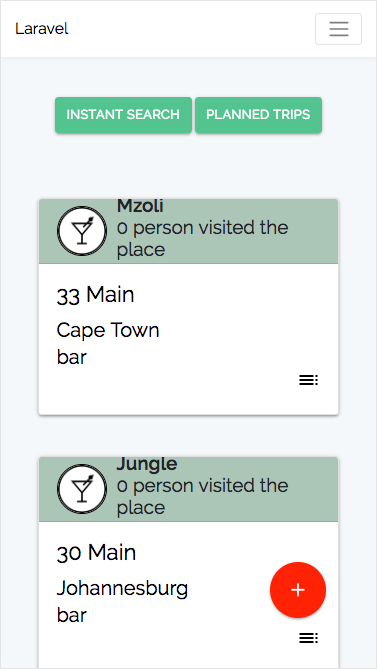 Laravel
INSTANT SEARCH
PLANNED TRIPS
Mzoli
0 person visited the
place
33 Main
Cape Town
bar
Jungle
0 person visited the
place
30 Main
Johannesburg
bar
+